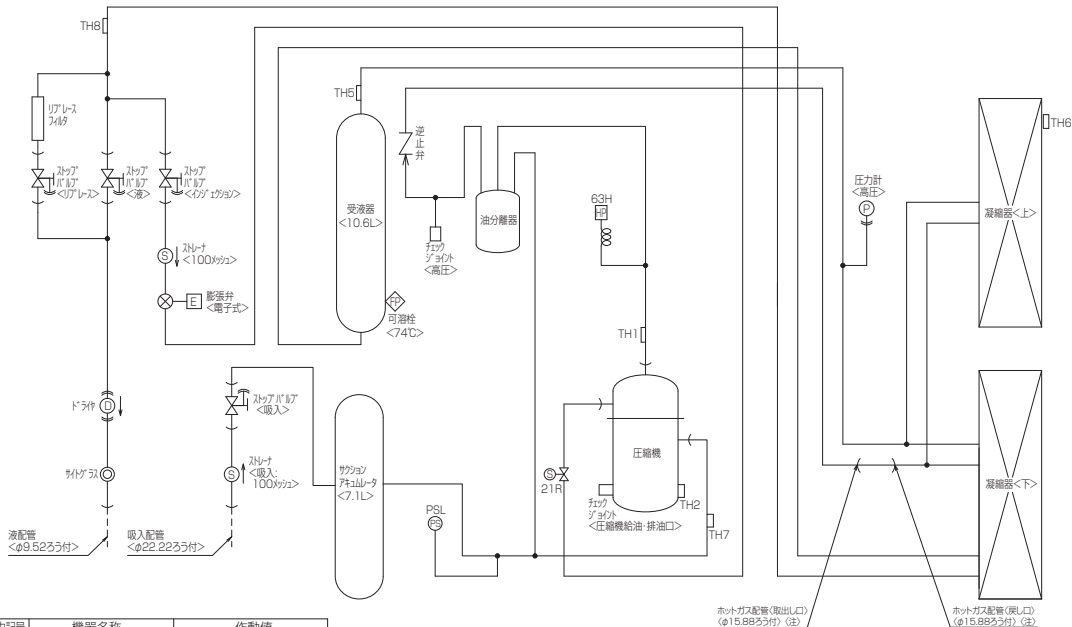 TH8
リプレース
フィルタ
ストップ
バルブ
<リプレース>
ストップ
バルブ
<液>
ストップ
バルブ
<インジェクション>
S
ストレーナ
<100メッシュ>
E
膨張弁
<電子式>
ドライヤ
D
サイトグラス
液配管
<φ9.52ろう付>
吸入配管
<φ22.22ろう付>
ストップバルブ
<吸入>
S
ストレーナ
<吸入:
100メッシュ>
TH5
受液器
<10.6L>
FP
可溶栓
<74℃>
サクション
アキュムレータ
<7.1L>
逆止弁
チェック
ジョイント
<高圧>
油分離器
63H
HP
TH1
圧縮機
S
21R
チェック
ジョイント
<圧縮機給油・排油口>
TH2
TH7
PSL
PS
圧力計
<高圧>
P
凝縮器<上>
TH6
凝縮器<下>
ホットガス配管<取出し口>
<φ15.88ろう付> <注>
ホットガス配管<戻し口>
<φ15.88ろう付> <注>
機器名称
作動値